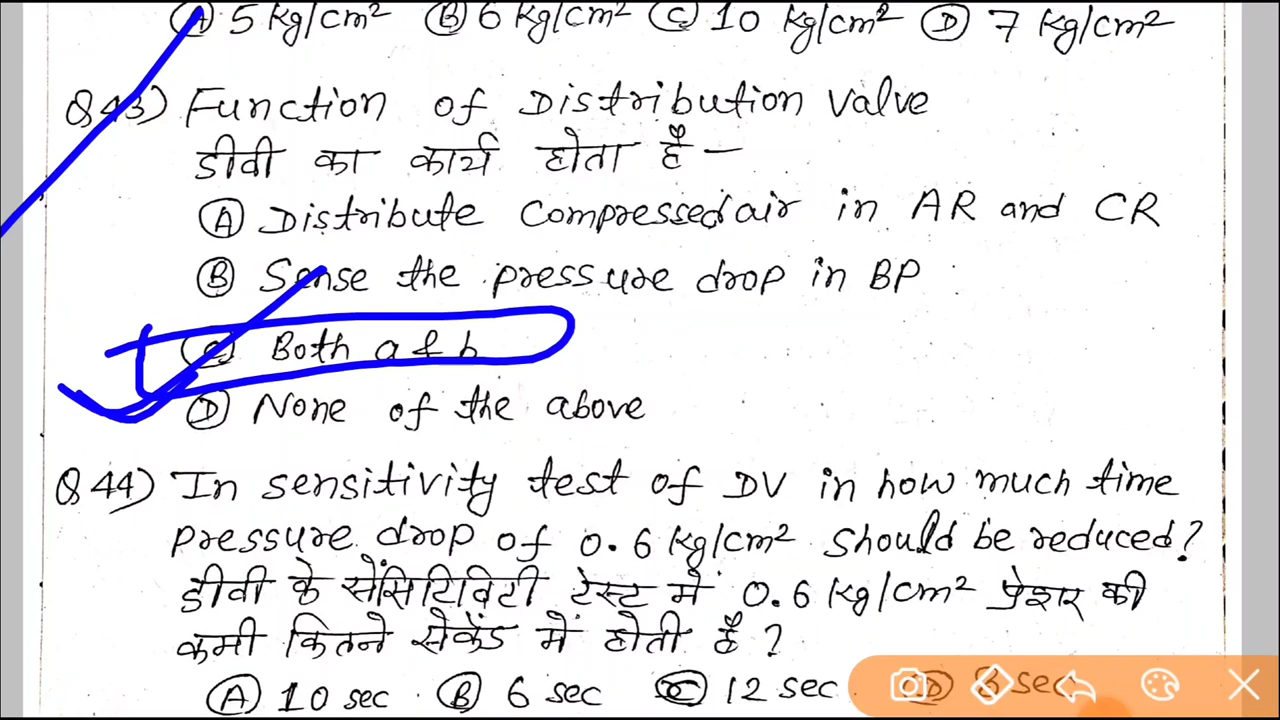 (A) 5 kg/cm² (B) 6 kg/cm² (C) 10 kg/cm² (D) 7 kg/cm²
Q 43) Function of Distribution valve
डीवी का कार्य होता है —
(A) Distribute compressed air in AR and CR
(B) Sense the pressure drop in BP
(C) Both a & b
(D) None of the above
Q 44) In sensitivity test of DV in how much time
pressure drop of 0.6 kg/cm² should be reduced?
डीवी के सेंसिटिविटी टेस्ट में 0.6 kg/cm² प्रेशर की
कमी कितने सेकेंड में होती है ?
(A) 10 sec (B) 6 sec (C) 12 sec (D) sec